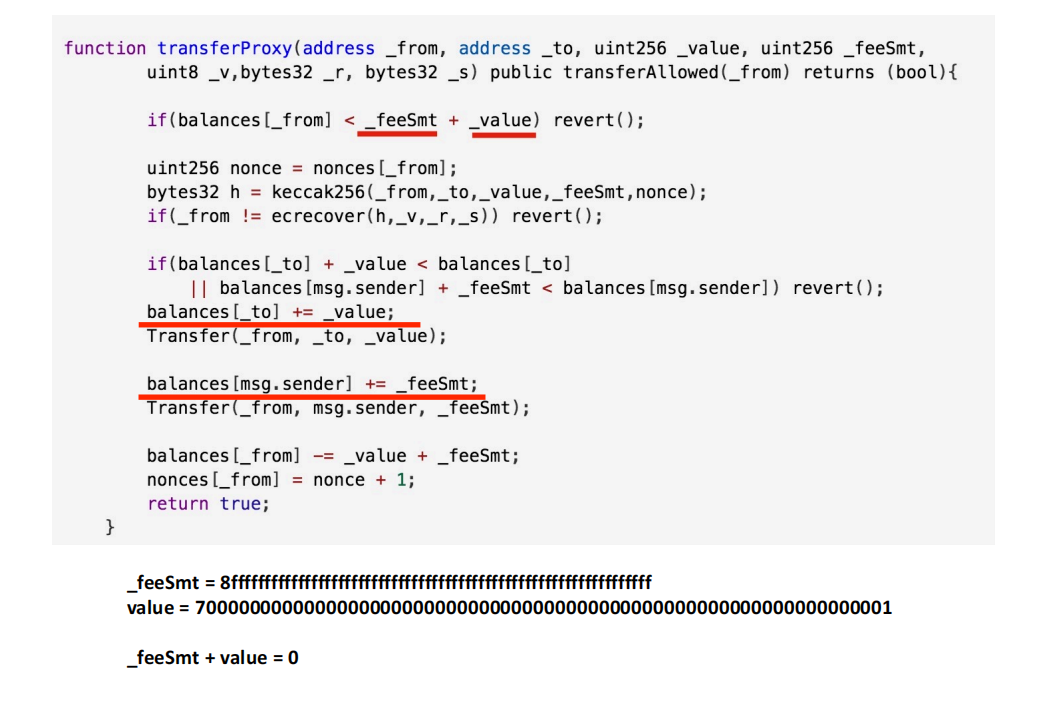 function transferProxy(address _from, address _to, uint256 _value, uint256 _feeSmt,
uint8 _v,bytes32 _r, bytes32 _s) public transferAllowed(_from) returns (bool){
if(balances[_from] < _feeSmt + _value) revert();
uint256 nonce = nonces[_from];
bytes32 h = keccak256(_from,_to,_value,_feeSmt,nonce);
if(_from != ecrecover(h,_v,_r,_s)) revert();
if(balances[_to] + _value < balances[_to]
|| balances[msg.sender] + _feeSmt < balances[msg.sender]) revert();
balances[_to] += _value;
Transfer(_from, _to, _value);
balances[msg.sender] += _feeSmt;
Transfer(_from, msg.sender, _feeSmt);
balances[_from] -= _value + _feeSmt;
nonces[_from] = nonce + 1;
return true;
}
_feeSmt = 8fffffffffffffffffffffffffffffffffffffffffffffffffffffffffffffff
value = 7000000000000000000000000000000000000000000000000000000000000001
_feeSmt + value = 0